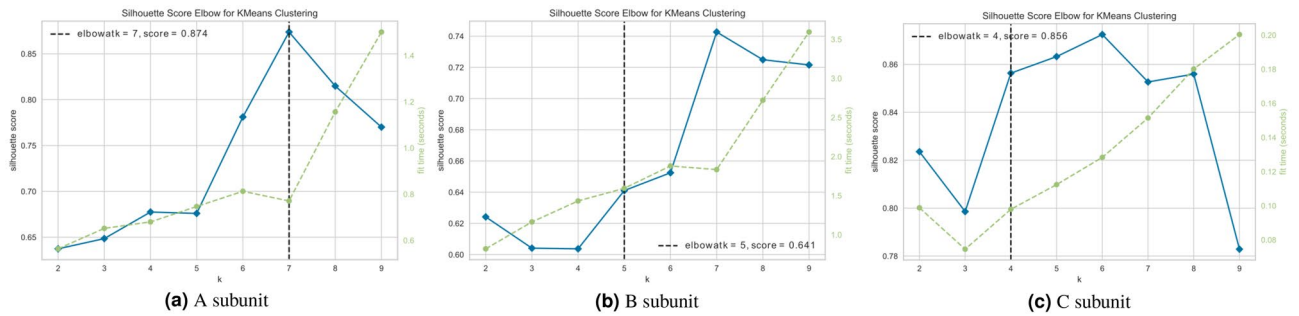 Silhouette Score Elbow for KMeans Clustering
elbow at k = 7, score = 0.874
silhouette score
0.85
0.80
0.75
0.70
0.65
2 3 4 5 6 7 8 9
k
1.4
1.2
1.0
0.8
0.6
fit time (seconds)
(a) A subunit
Silhouette Score Elbow for KMeans Clustering
silhouette score
0.74
0.72
0.70
0.68
0.66
0.64
0.62
0.60
elbow at k = 5, score = 0.641
2 3 4 5 6 7 8 9
k
3.5
3.0
2.5
2.0
1.5
1.0
fit time (seconds)
(b) B subunit
Silhouette Score Elbow for KMeans Clustering
elbow at k = 4, score = 0.856
silhouette score
0.86
0.84
0.82
0.80
0.78
2 3 4 5 6 7 8 9
k
0.20
0.18
0.16
0.14
0.12
0.10
0.08
fit time (seconds)
(c) C subunit